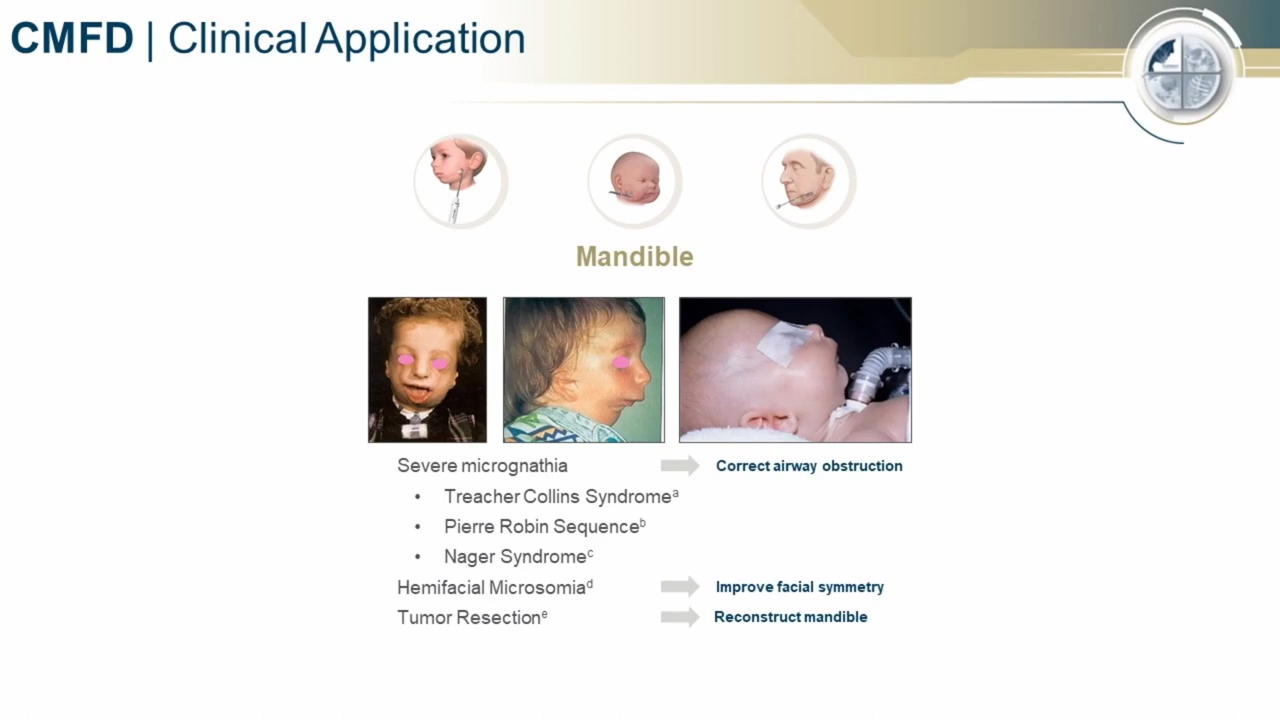 CMFD | Clinical Application
Mandible
Severe micrognathia
Correct airway obstruction
• Treacher Collins Syndromeᵃ
• Pierre Robin Sequenceᵇ
• Nager Syndromeᶜ
Hemifacial Microsomiaᵈ
Improve facial symmetry
Tumor Resectionᵉ
Reconstruct mandible